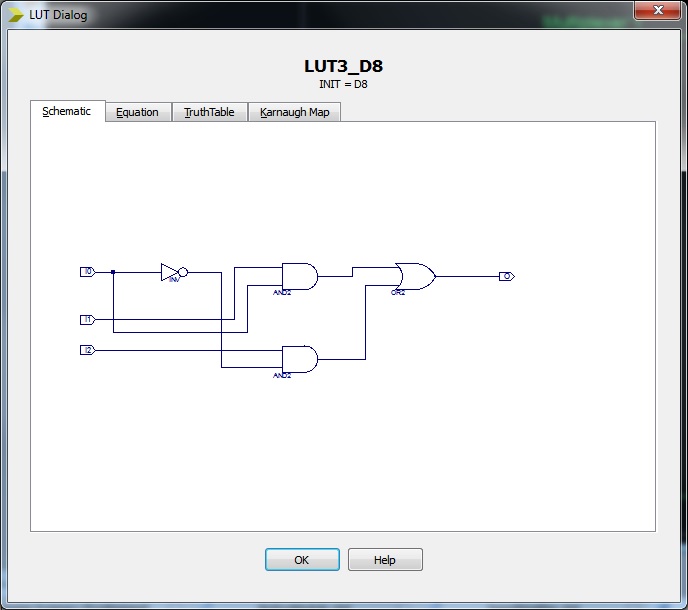 LUT Dialog
LUT3_D8
INIT = D8
Schematic Equation TruthTable Karnaugh Map
I0
INV
AND2
OR2
O
I1
I2
AND2
OK Help